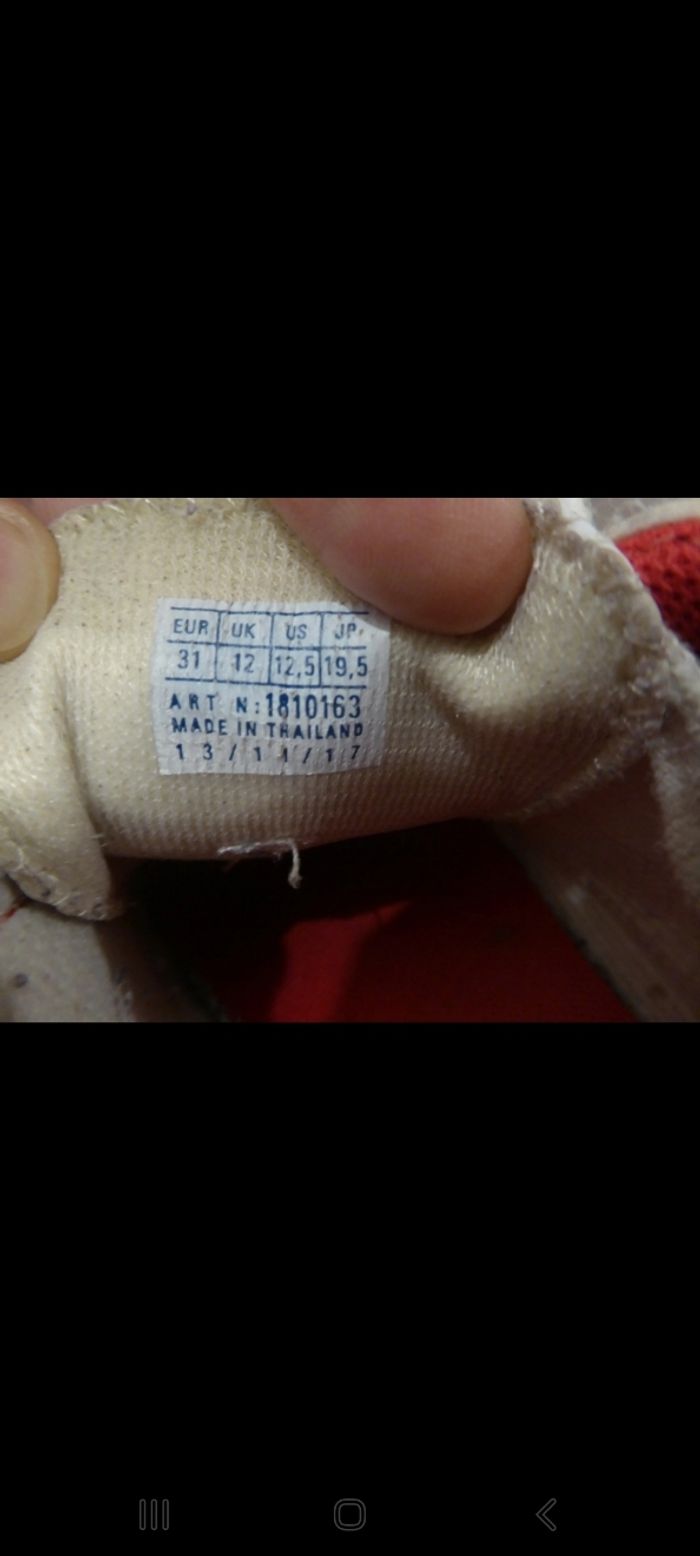 EUR UK US JP
31 12 12,5 19,5
ART N:1810163
MADE IN THAILAND
13/11/17